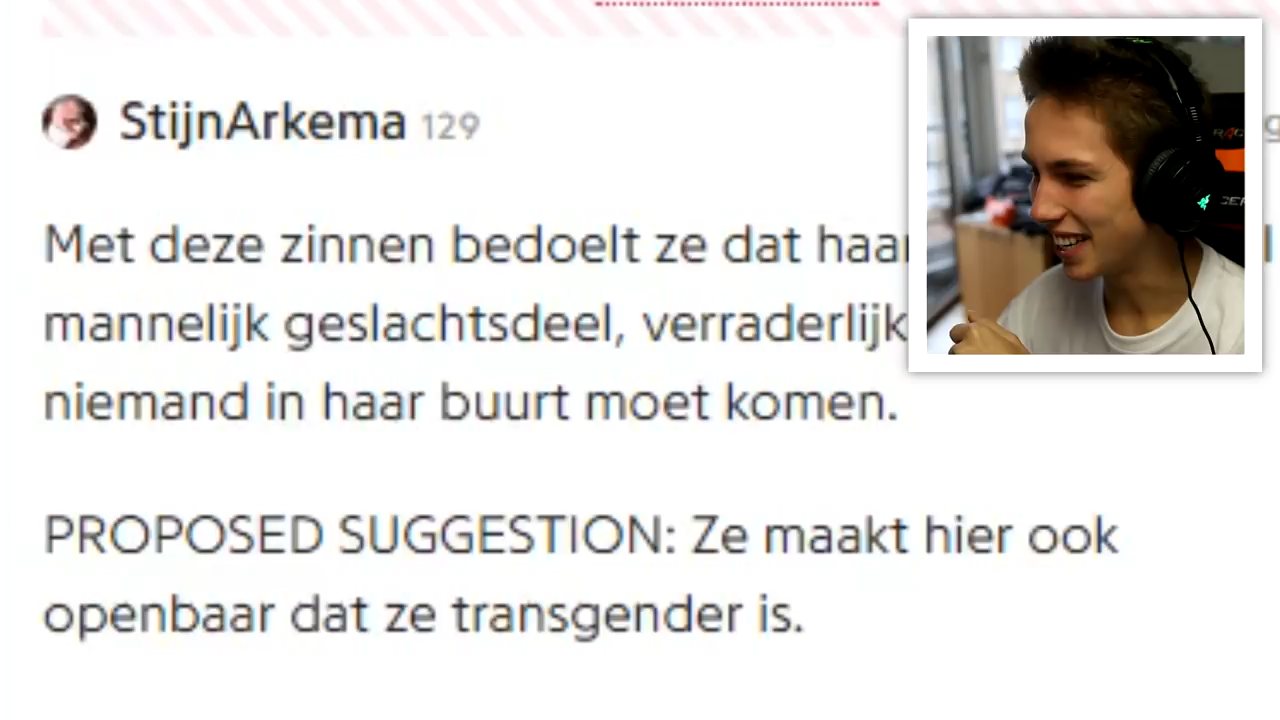 StijnArkema 129
Met deze zinnen bedoelt ze dat haar
mannelijk geslachtsdeel, verraderlijk
niemand in haar buurt moet komen.
PROPOSED SUGGESTION: Ze maakt hier ook
openbaar dat ze transgender is.